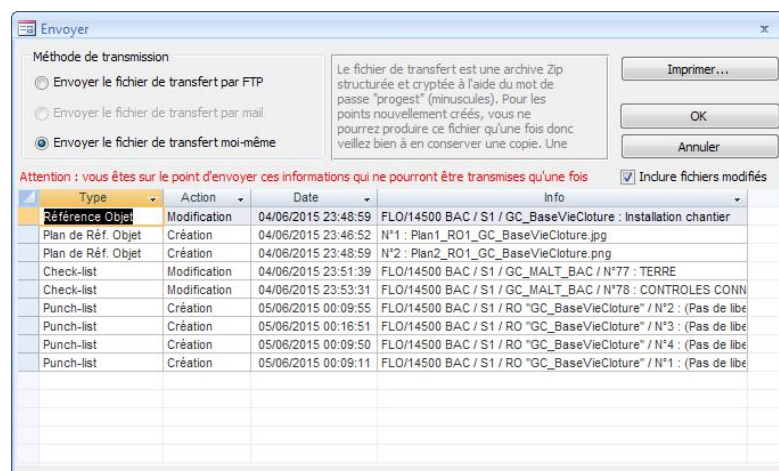 Envoyer
x
Méthode de transmission
Envoyer le fichier de transfert par FTP
Envoyer le fichier de transfert par mail
Envoyer le fichier de transfert moi-même
Le fichier de transfert est une archive Zip
structurée et cryptée à l'aide du mot de
passe "progest" (minuscules). Pour les
points nouvellement créés, vous ne
pourrez produire ce fichier qu'une fois donc
veillez bien à en conserver une copie. Une
Imprimer...
OK
Annuler
Attention : vous êtes sur le point d'envoyer ces informations qui ne pourront être transmises qu'une fois
Inclure fichiers modifiés
Type Action Date Info
Référence Objet Modification 04/06/2015 23:48:59 FLO/14500 BAC / S1 / GC_BaseVieCloture : Installation chantier
Plan de Réf. Objet Création 04/06/2015 23:46:52 N°1 : Plan1_RO1_GC_BaseVieCloture.jpg
Plan de Réf. Objet Création 04/06/2015 23:48:59 N°2 : Plan2_RO1_GC_BaseVieCloture.png
Check-list Modification 04/06/2015 23:51:39 FLO/14500 BAC / S1 / GC_MALT_BAC / N°77 : TERRE
Check-list Modification 04/06/2015 23:53:31 FLO/14500 BAC / S1 / GC_MALT_BAC / N°78 : CONTROLES CONN
Punch-list Création 05/06/2015 00:09:55 FLO/14500 BAC / S1 / RO "GC_BaseVieCloture" / N°2 : (Pas de libe
Punch-list Création 05/06/2015 00:16:51 FLO/14500 BAC / S1 / RO "GC_BaseVieCloture" / N°3 : (Pas de libe
Punch-list Création 05/06/2015 00:09:50 FLO/14500 BAC / S1 / RO "GC_BaseVieCloture" / N°4 : (Pas de libe
Punch-list Création 05/06/2015 00:09:11 FLO/14500 BAC / S1 / RO "GC_BaseVieCloture" / N°1 : (Pas de libe